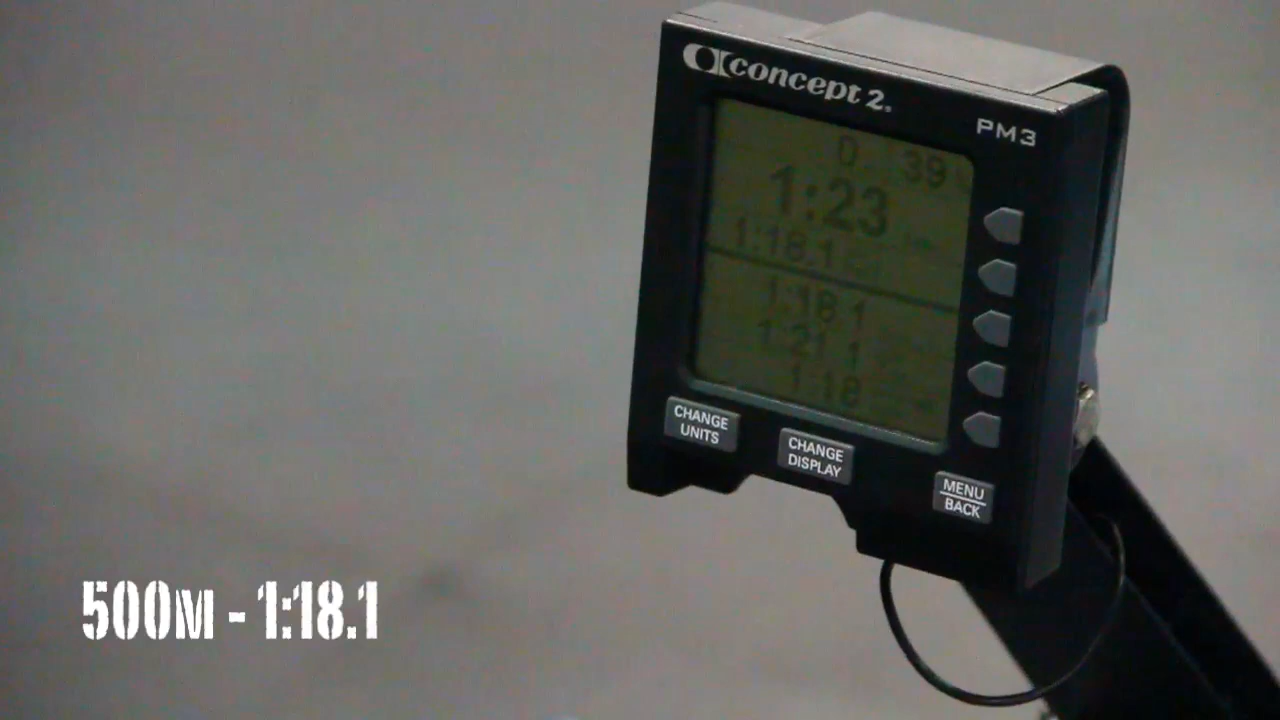 concept 2.
PM3
0 39
1:23
1:18.1
1:18.1
1:21.1
1:18
CHANGE
UNITS
CHANGE
DISPLAY
MENU
BACK
500M - 1:18.1